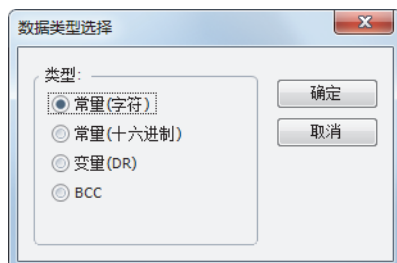 数据类型选择
类型:
常量(字符)
常量(十六进制)
变量(DR)
BCC
确定
取消